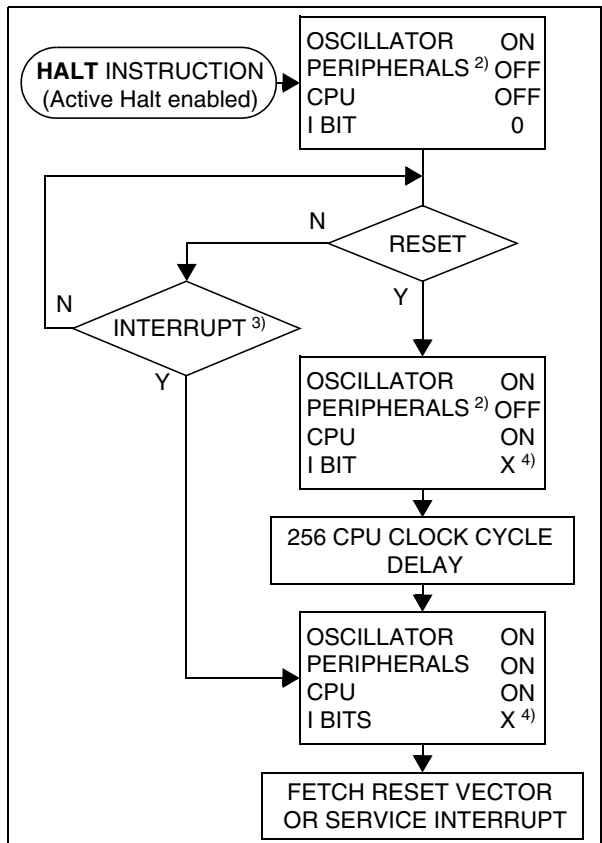 HALT INSTRUCTION
(Active Halt enabled)
OSCILLATOR ON
PERIPHERALS 2) OFF
CPU OFF
I BIT 0
N
RESET
Y
N
INTERRUPT 3)
Y
OSCILLATOR ON
PERIPHERALS 2) OFF
CPU ON
I BIT X 4)
256 CPU CLOCK CYCLE
DELAY
OSCILLATOR ON
PERIPHERALS ON
CPU ON
I BITS X 4)
FETCH RESET VECTOR
OR SERVICE INTERRUPT